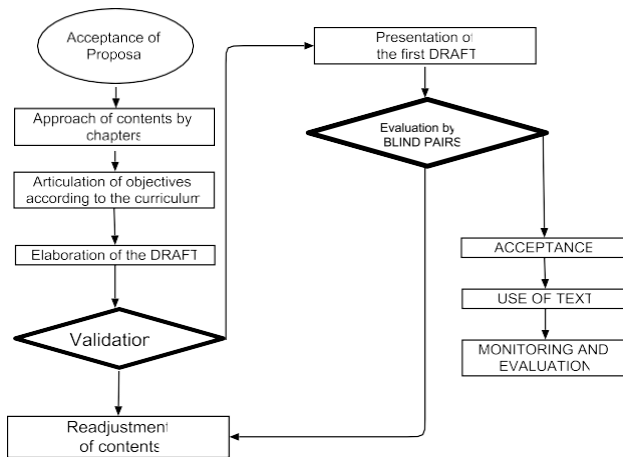 Acceptance of
Proposa
Approach of contents by
chapters
Articulation of objectives
according to the curriculum
Elaboration of the DRAFT
Validation
Readjustment
of contents
Presentation of
the first DRAFT
Evaluation by
BLIND PAIRS
ACCEPTANCE
USE OF TEXT
MONITORING AND
EVALUATION